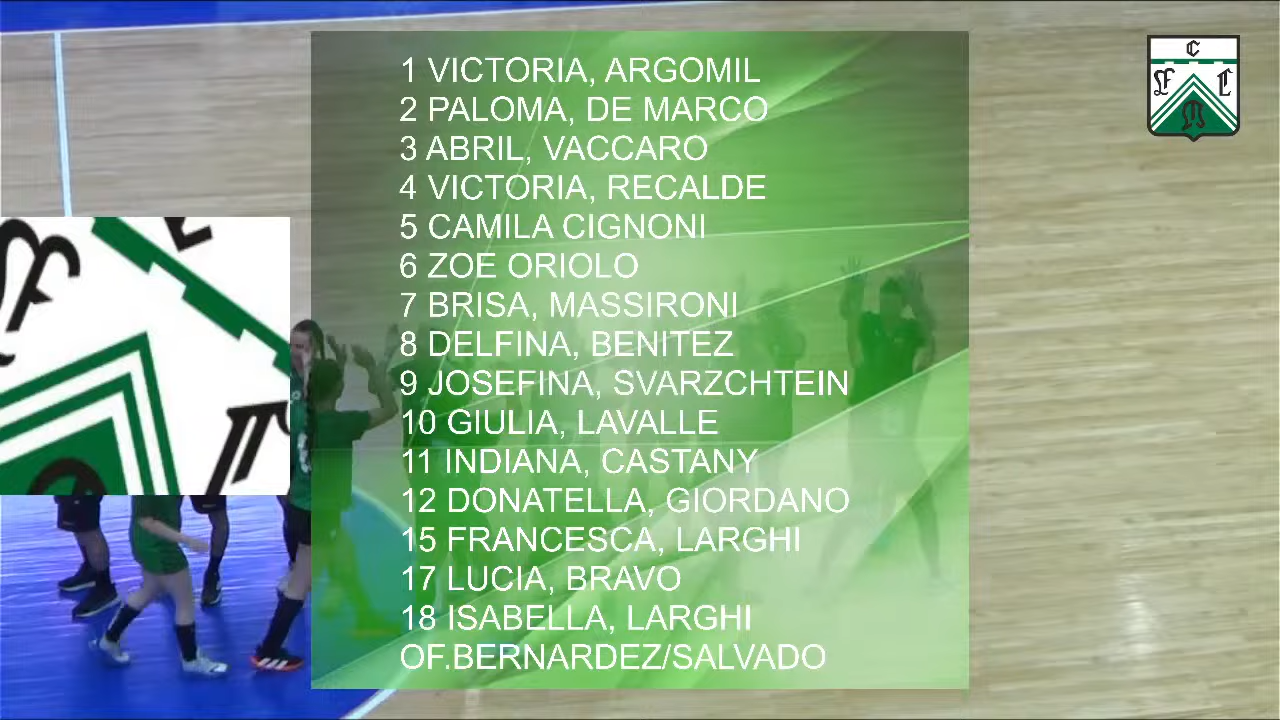 1 VICTORIA, ARGOMIL
2 PALOMA, DE MARCO
3 ABRIL, VACCARO
4 VICTORIA, RECALDE
5 CAMILA CIGNONI
6 ZOE ORIOLO
7 BRISA, MASSIRONI
8 DELFINA, BENITEZ
9 JOSEFINA, SVARZCHTEIN
10 GIULIA, LAVALLE
11 INDIANA, CASTANY
12 DONATELLA, GIORDANO
15 FRANCESCA, LARGHI
17 LUCIA, BRAVO
18 ISABELLA, LARGHI
OF.BERNARDEZ/SALVADO
C
F C